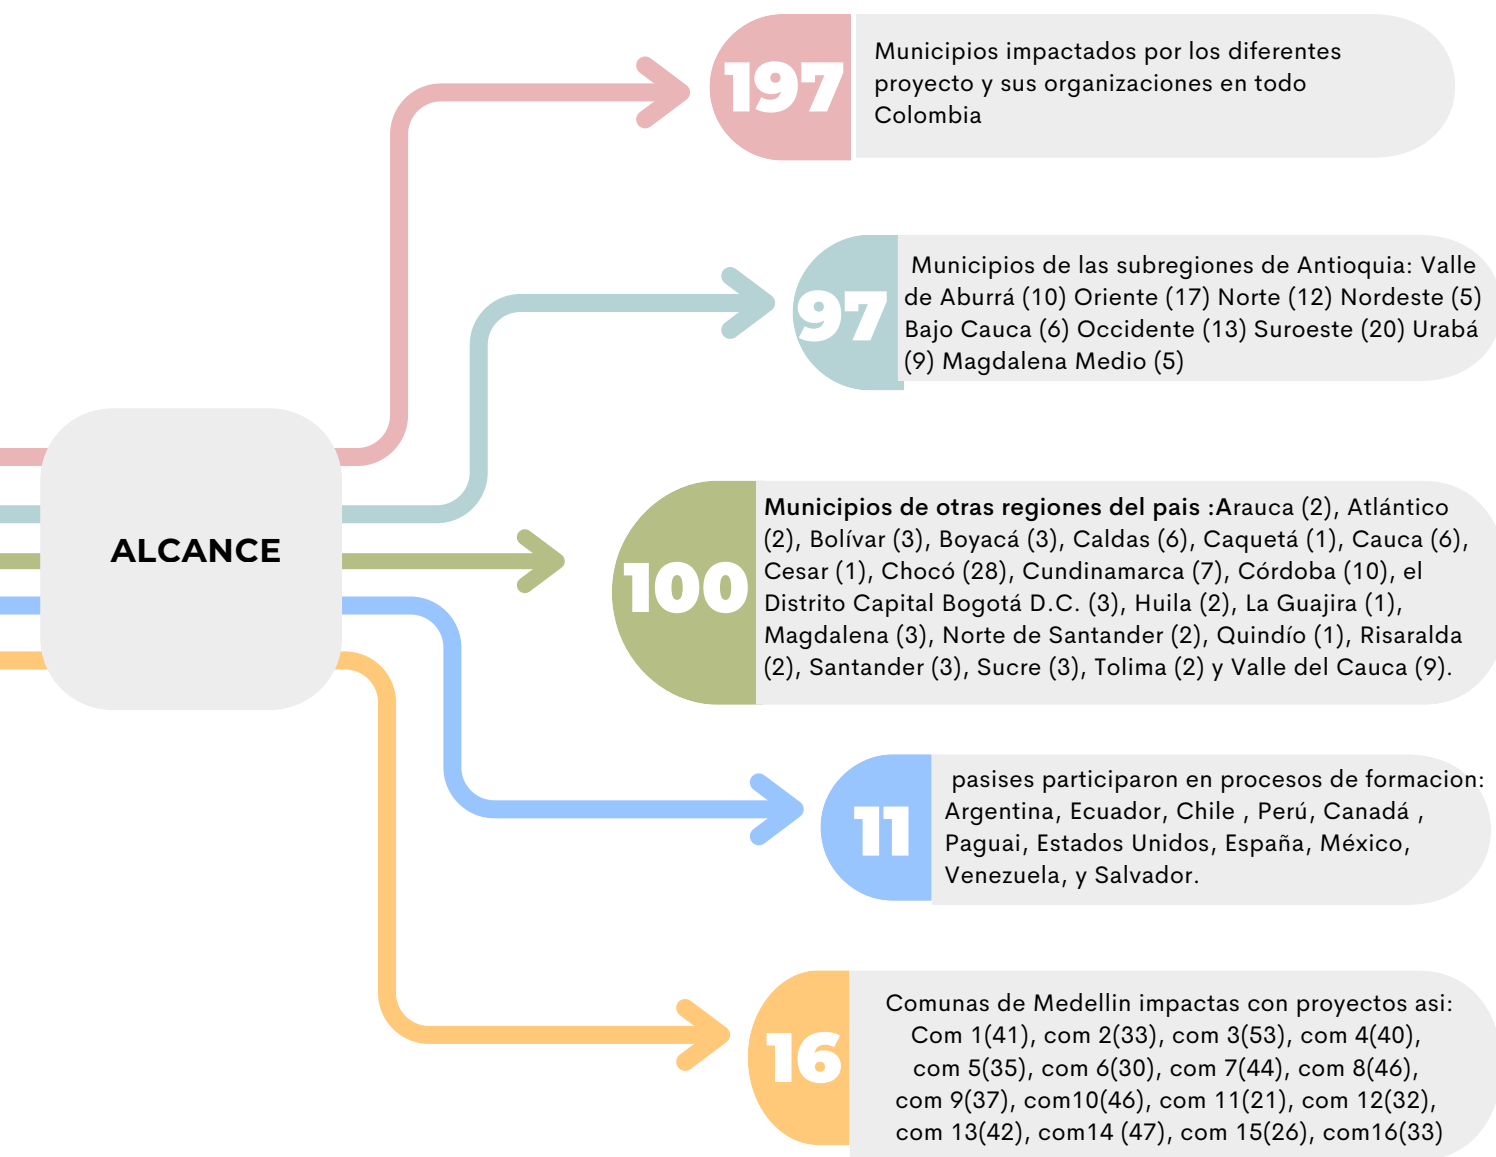 197
Municipios impactados por los diferentes
proyecto y sus organizaciones en todo
Colombia
97
Municipios de las subregiones de Antioquia: Valle
de Aburrá (10) Oriente (17) Norte (12) Nordeste (5)
Bajo Cauca (6) Occidente (13) Suroeste (20) Urabá
(9) Magdalena Medio (5)
ALCANCE
100
Municipios de otras regiones del pais :Arauca (2), Atlántico
(2), Bolívar (3), Boyacá (3), Caldas (6), Caquetá (1), Cauca (6),
Cesar (1), Chocó (28), Cundinamarca (7), Córdoba (10), el
Distrito Capital Bogotá D.C. (3), Huila (2), La Guajira (1),
Magdalena (3), Norte de Santander (2), Quindío (1), Risaralda
(2), Santander (3), Sucre (3), Tolima (2) y Valle del Cauca (9).
11
pasises participaron en procesos de formacion:
Argentina, Ecuador, Chile , Perú, Canadá ,
Paguai, Estados Unidos, España, México,
Venezuela, y Salvador.
16
Comunas de Medellin impactas con proyectos asi:
Com 1(41), com 2(33), com 3(53), com 4(40),
com 5(35), com 6(30), com 7(44), com 8(46),
com 9(37), com10(46), com 11(21), com 12(32),
com 13(42), com14 (47), com 15(26), com16(33)